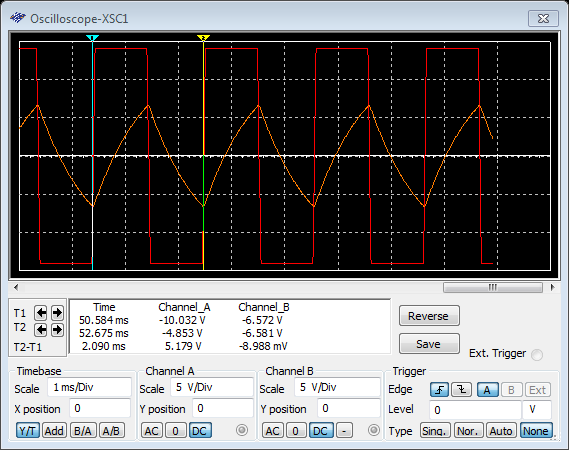 Oscilloscope-XSC1
1 2
Time Channel_A Channel_B
T1 50.584 ms -10.032 V -6.572 V
T2 52.675 ms -4.853 V -6.581 V
T2-T1 2.090 ms 5.179 V -8.988 mV
Reverse
Save
Ext. Trigger
Timebase Channel A Channel B Trigger
Scale 1 ms/Div Scale 5 V/Div Scale 5 V/Div Edge A B Ext
X position 0 Y position 0 Y position 0 Level 0 V
Y/T Add B/A A/B AC 0 DC AC 0 DC - Type Sing. Nor. Auto None